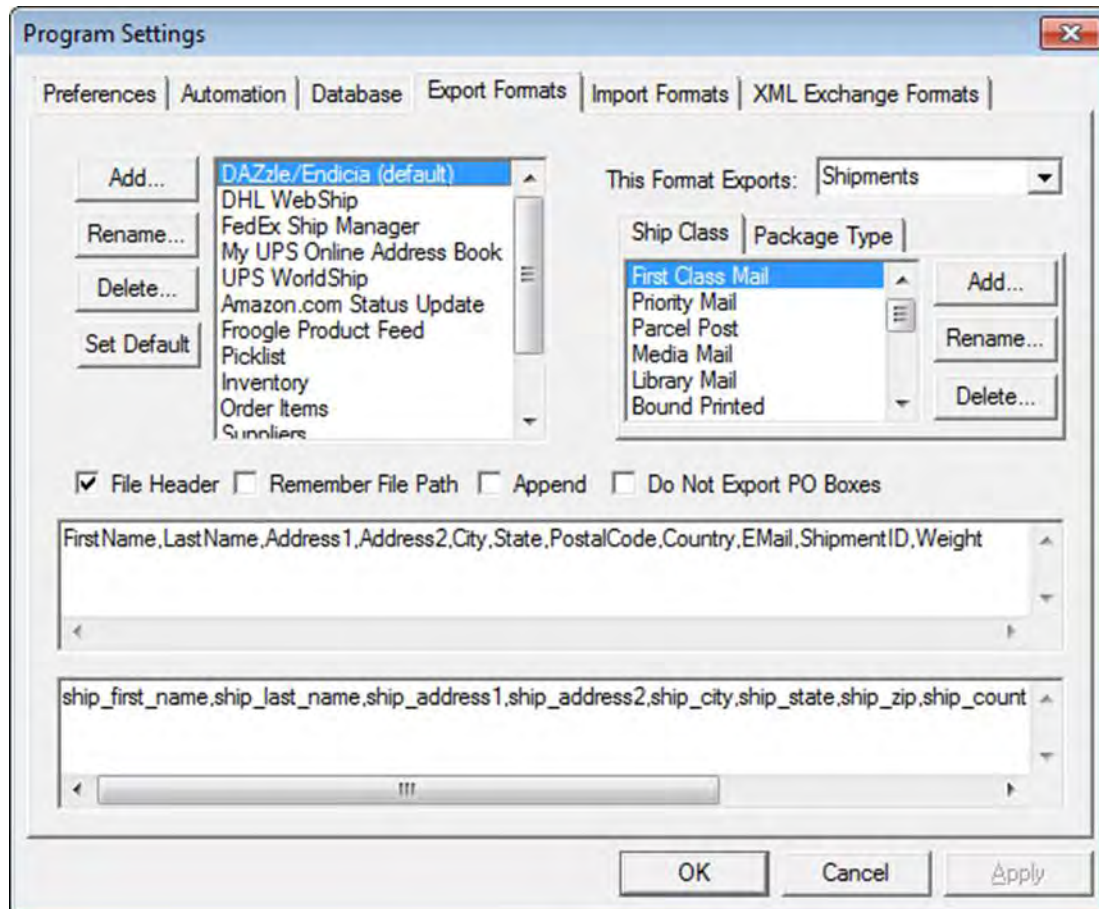 Program Settings
Preferences Automation Database Export Formats Import Formats XML Exchange Formats
Add...
Rename...
Delete...
Set Default
DAZzle/Endicia (default)
DHL WebShip
FedEx Ship Manager
My UPS Online Address Book
UPS WorldShip
Amazon.com Status Update
Froogle Product Feed
Picklist
Inventory
Order Items
Suppliers
This Format Exports: Shipments
Ship Class Package Type
First Class Mail
Priority Mail
Parcel Post
Media Mail
Library Mail
Bound Printed
Add...
Rename...
Delete...
File Header Remember File Path Append Do Not Export PO Boxes
FirstName,LastName,Address1,Address2,City,State,PostalCode,Country,EMail,ShipmentID,Weight
ship_first_name,ship_last_name,ship_address1,ship_address2,ship_city,ship_state,ship_zip,ship_count
OK Cancel Apply